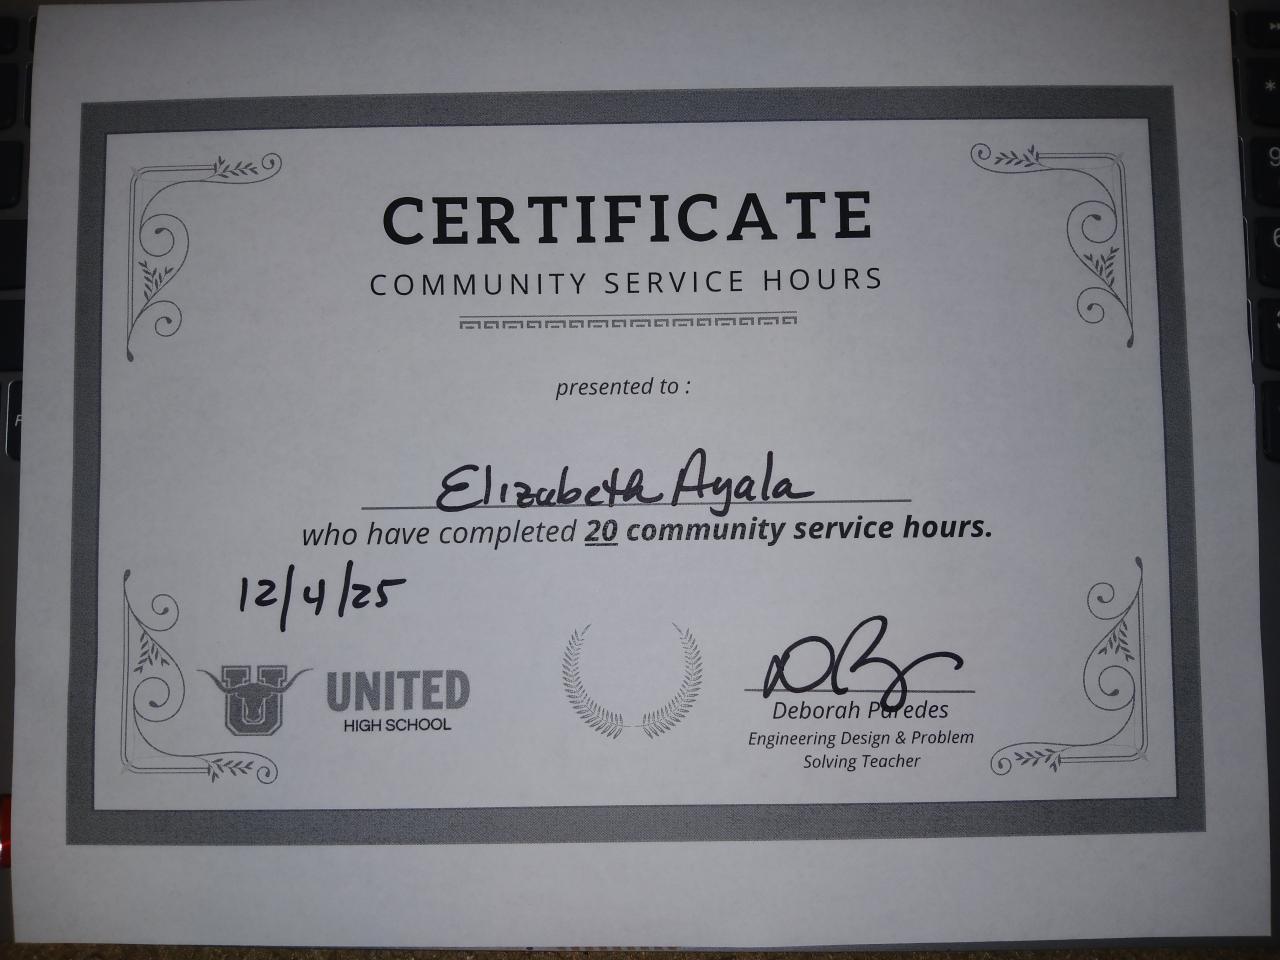 CERTIFICATE
COMMUNITY SERVICE HOURS
presented to :
Elizabeth Ayala
who have completed 20 community service hours.
12/4/25
U
UNITED
HIGH SCHOOL
Deborah Paredes
Engineering Design & Problem
Solving Teacher